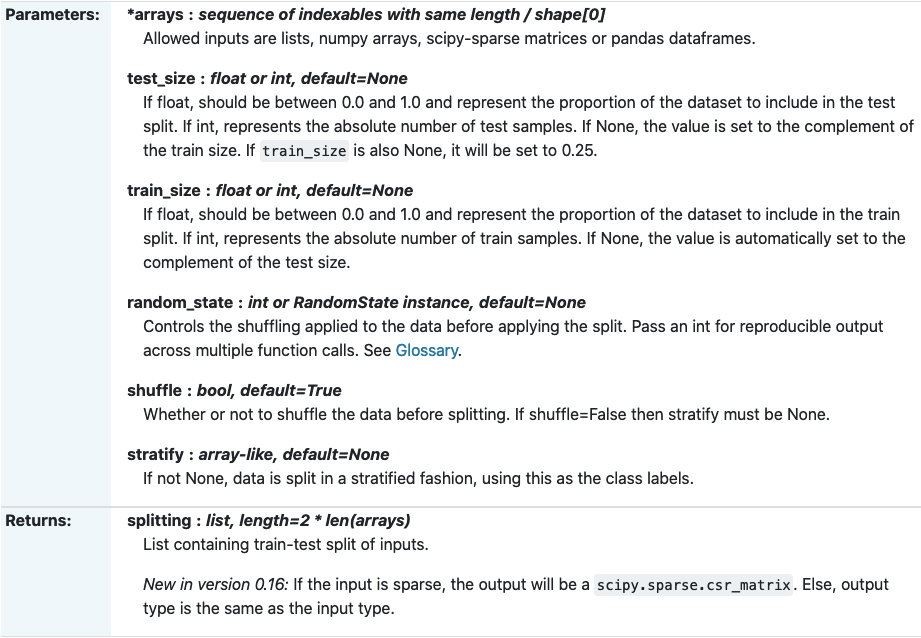 Parameters: *arrays : sequence of indexables with same length / shape[0]
Allowed inputs are lists, numpy arrays, scipy-sparse matrices or pandas dataframes.
test_size : float or int, default=None
If float, should be between 0.0 and 1.0 and represent the proportion of the dataset to include in the test
split. If int, represents the absolute number of test samples. If None, the value is set to the complement of
the train size. If train_size is also None, it will be set to 0.25.
train_size : float or int, default=None
If float, should be between 0.0 and 1.0 and represent the proportion of the dataset to include in the train
split. If int, represents the absolute number of train samples. If None, the value is automatically set to the
complement of the test size.
random_state : int or RandomState instance, default=None
Controls the shuffling applied to the data before applying the split. Pass an int for reproducible output
across multiple function calls. See Glossary.
shuffle : bool, default=True
Whether or not to shuffle the data before splitting. If shuffle=False then stratify must be None.
stratify : array-like, default=None
If not None, data is split in a stratified fashion, using this as the class labels.
Returns: splitting : list, length=2 * len(arrays)
List containing train-test split of inputs.
New in version 0.16: If the input is sparse, the output will be a scipy.sparse.csr_matrix. Else, output
type is the same as the input type.